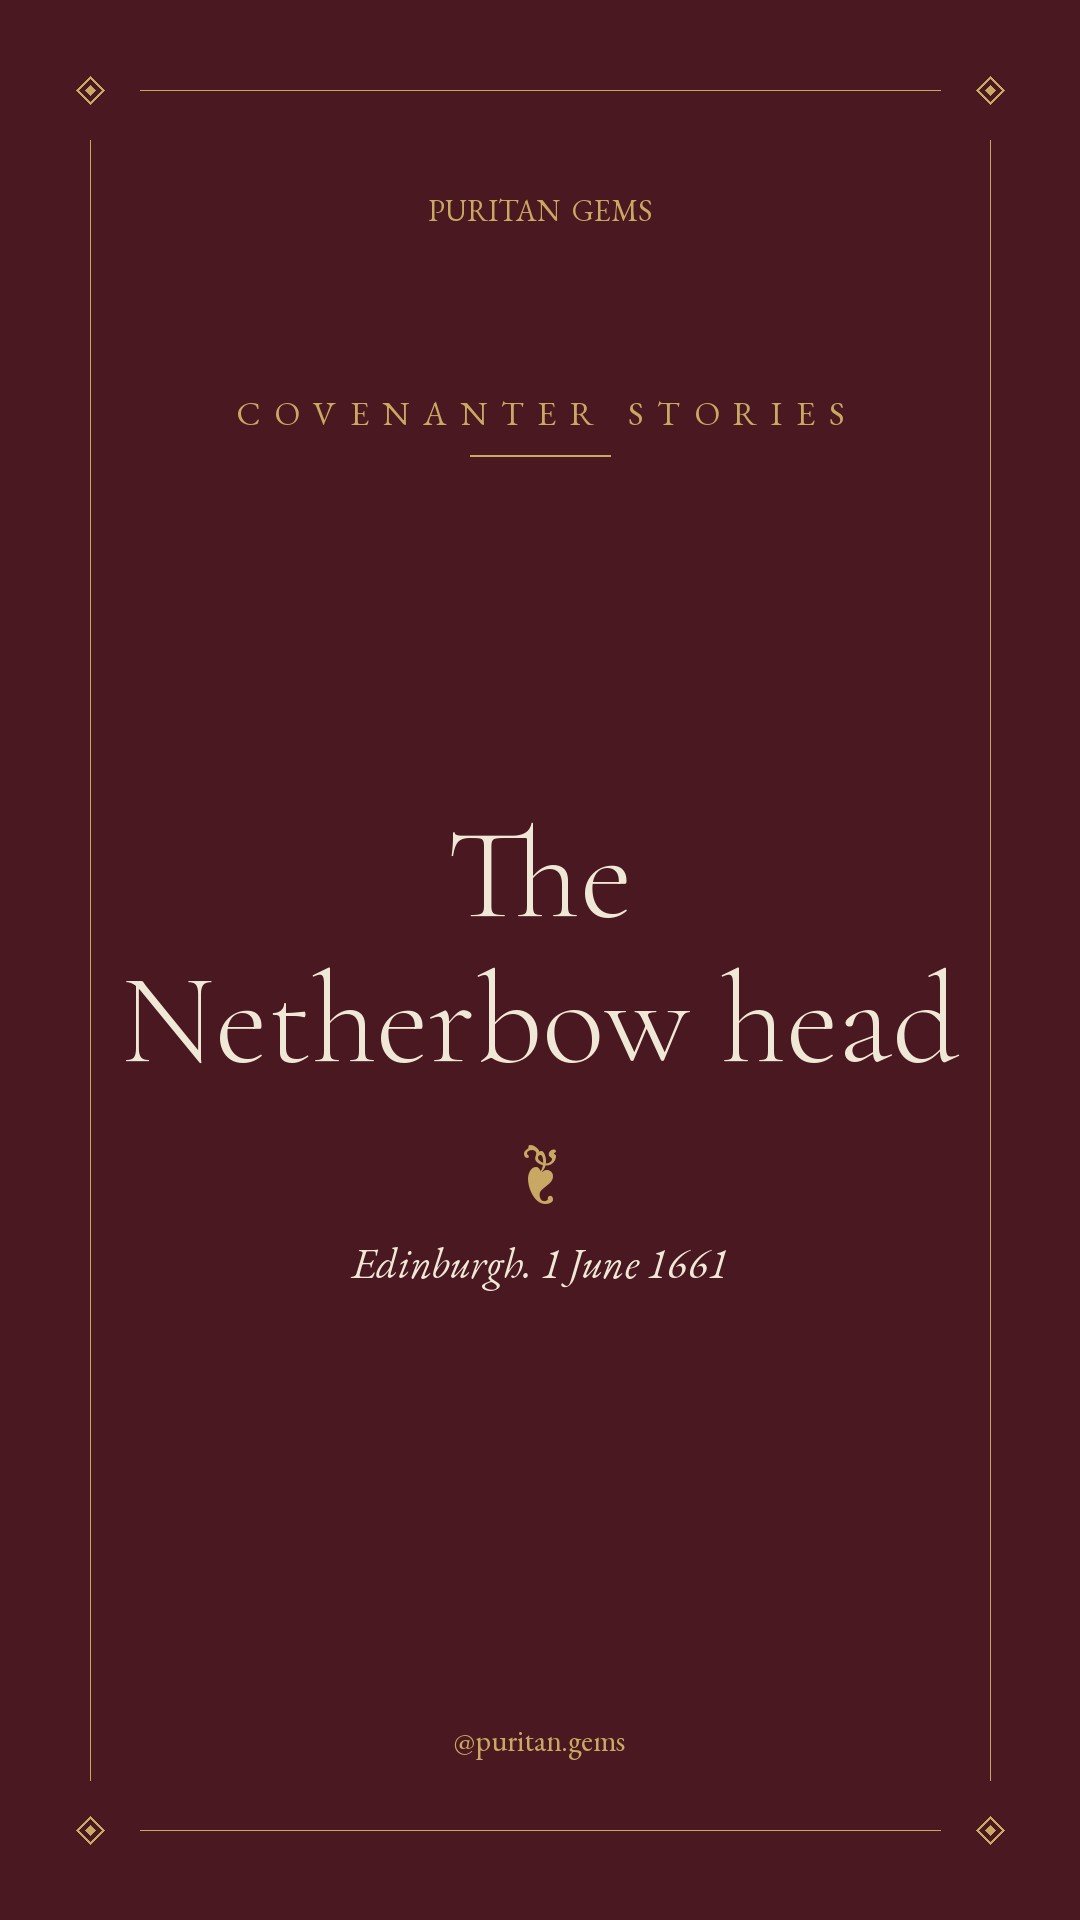 PURITAN GEMS
COVENANTER STORIES
The
Netherbow head
Edinburgh. 1 June 1661
@puritan.gems